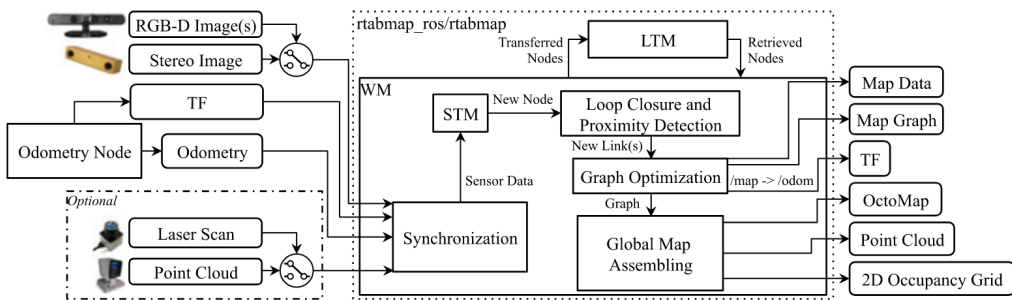 RGB-D Image(s)
Stereo Image
TF
Odometry Node
Odometry
Optional
Laser Scan
Point Cloud
rtabmap_ros/rtabmap
Transferred
Nodes
LTM
Retrieved
Nodes
WM
STM
New Node
Loop Closure and
Proximity Detection
New Link(s)
Sensor Data
Graph Optimization
/map -> /odom
Graph
Synchronization
Global Map
Assembling
Map Data
Map Graph
TF
OctoMap
Point Cloud
2D Occupancy Grid